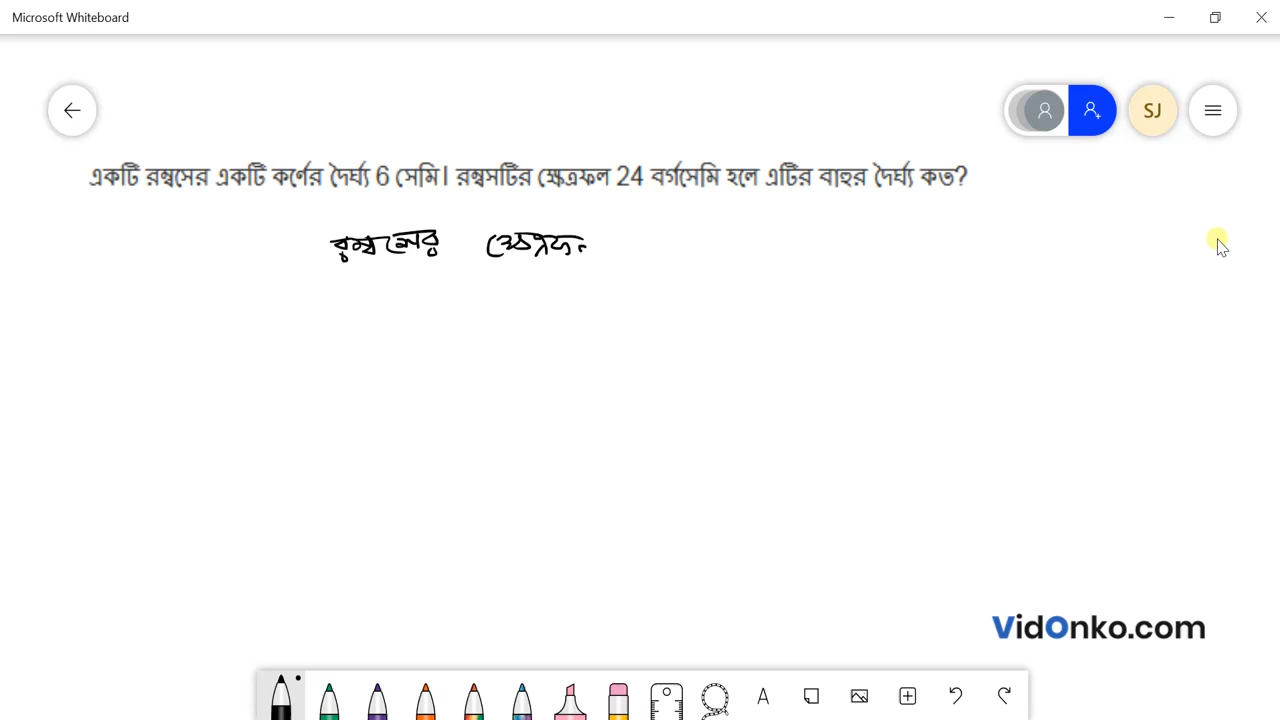 Microsoft Whiteboard
SJ
একটি রম্বসের একটি কর্ণের দৈর্ঘ্য 6 সেমি। রম্বসটির ক্ষেত্রফল 24 বর্গসেমি হলে এটির বাহুর দৈর্ঘ্য কত?
রম্বসের
VidOnko.com
A